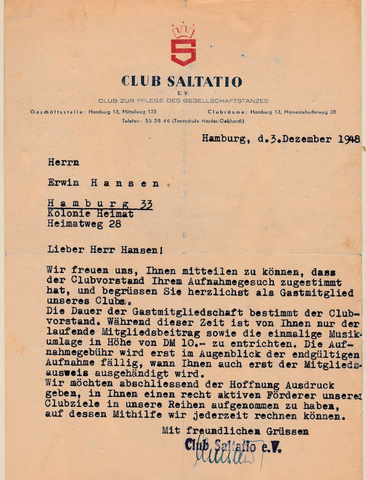 S
CLUB SALTATIO
E.V.
CLUB ZUR PFLEGE DES GESELLSCHAFTSTANZES
Geschäftsstelle: Hamburg 13, Mittelweg 173 Clubräume: Hamburg 13, Harvestehuderweg 28
Telefon: 53 28 46 (Tanzschule Harder-Gebhardt)
Hamburg, d. 3. Dezember 1948
Herrn
Erwin Hansen
Hamburg 33
Kolonie Heimat
Heimatweg 28
Lieber Herr Hansen!
Wir freuen uns, Ihnen mitteilen zu können, dass
der Clubvorstand Ihrem Aufnahmegesuch zugestimmt
hat, und begrüssen Sie herzlichst als Gastmitglied
unseres Clubs.
Die Dauer der Gastmitgliedschaft bestimmt der Club-
vorstand. Während dieser Zeit ist von Ihnen nur der
laufende Mitgliedsbeitrag sowie die einmalige Musik-
umlage in Höhe von DM 10.- zu entrichten. Die Auf-
nahmegebühr wird erst im Augenblick der endgültigen
Aufnahme fällig, wann Ihnen auch erst der Mitglieds-
ausweis ausgehändigt wird.
Wir möchten abschliessend der Hoffnung Ausdruck
geben, in Ihnen einen recht aktiven Förderer unserer
Clubziele in unsere Reihen aufgenommen zu haben,
auf dessen Mithilfe wir jederzeit rechnen können.
Mit freundlichen Grüssen
Club Saltatio e.V.